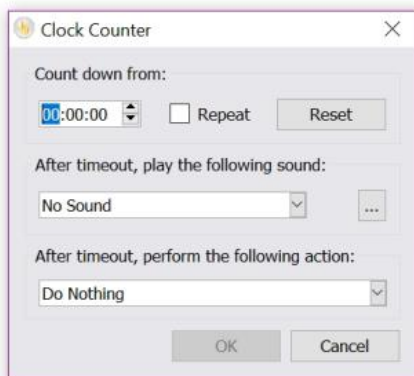 Clock Counter
Count down from:
00:00:00 Repeat Reset
After timeout, play the following sound:
No Sound ...
After timeout, perform the following action:
Do Nothing
OK Cancel